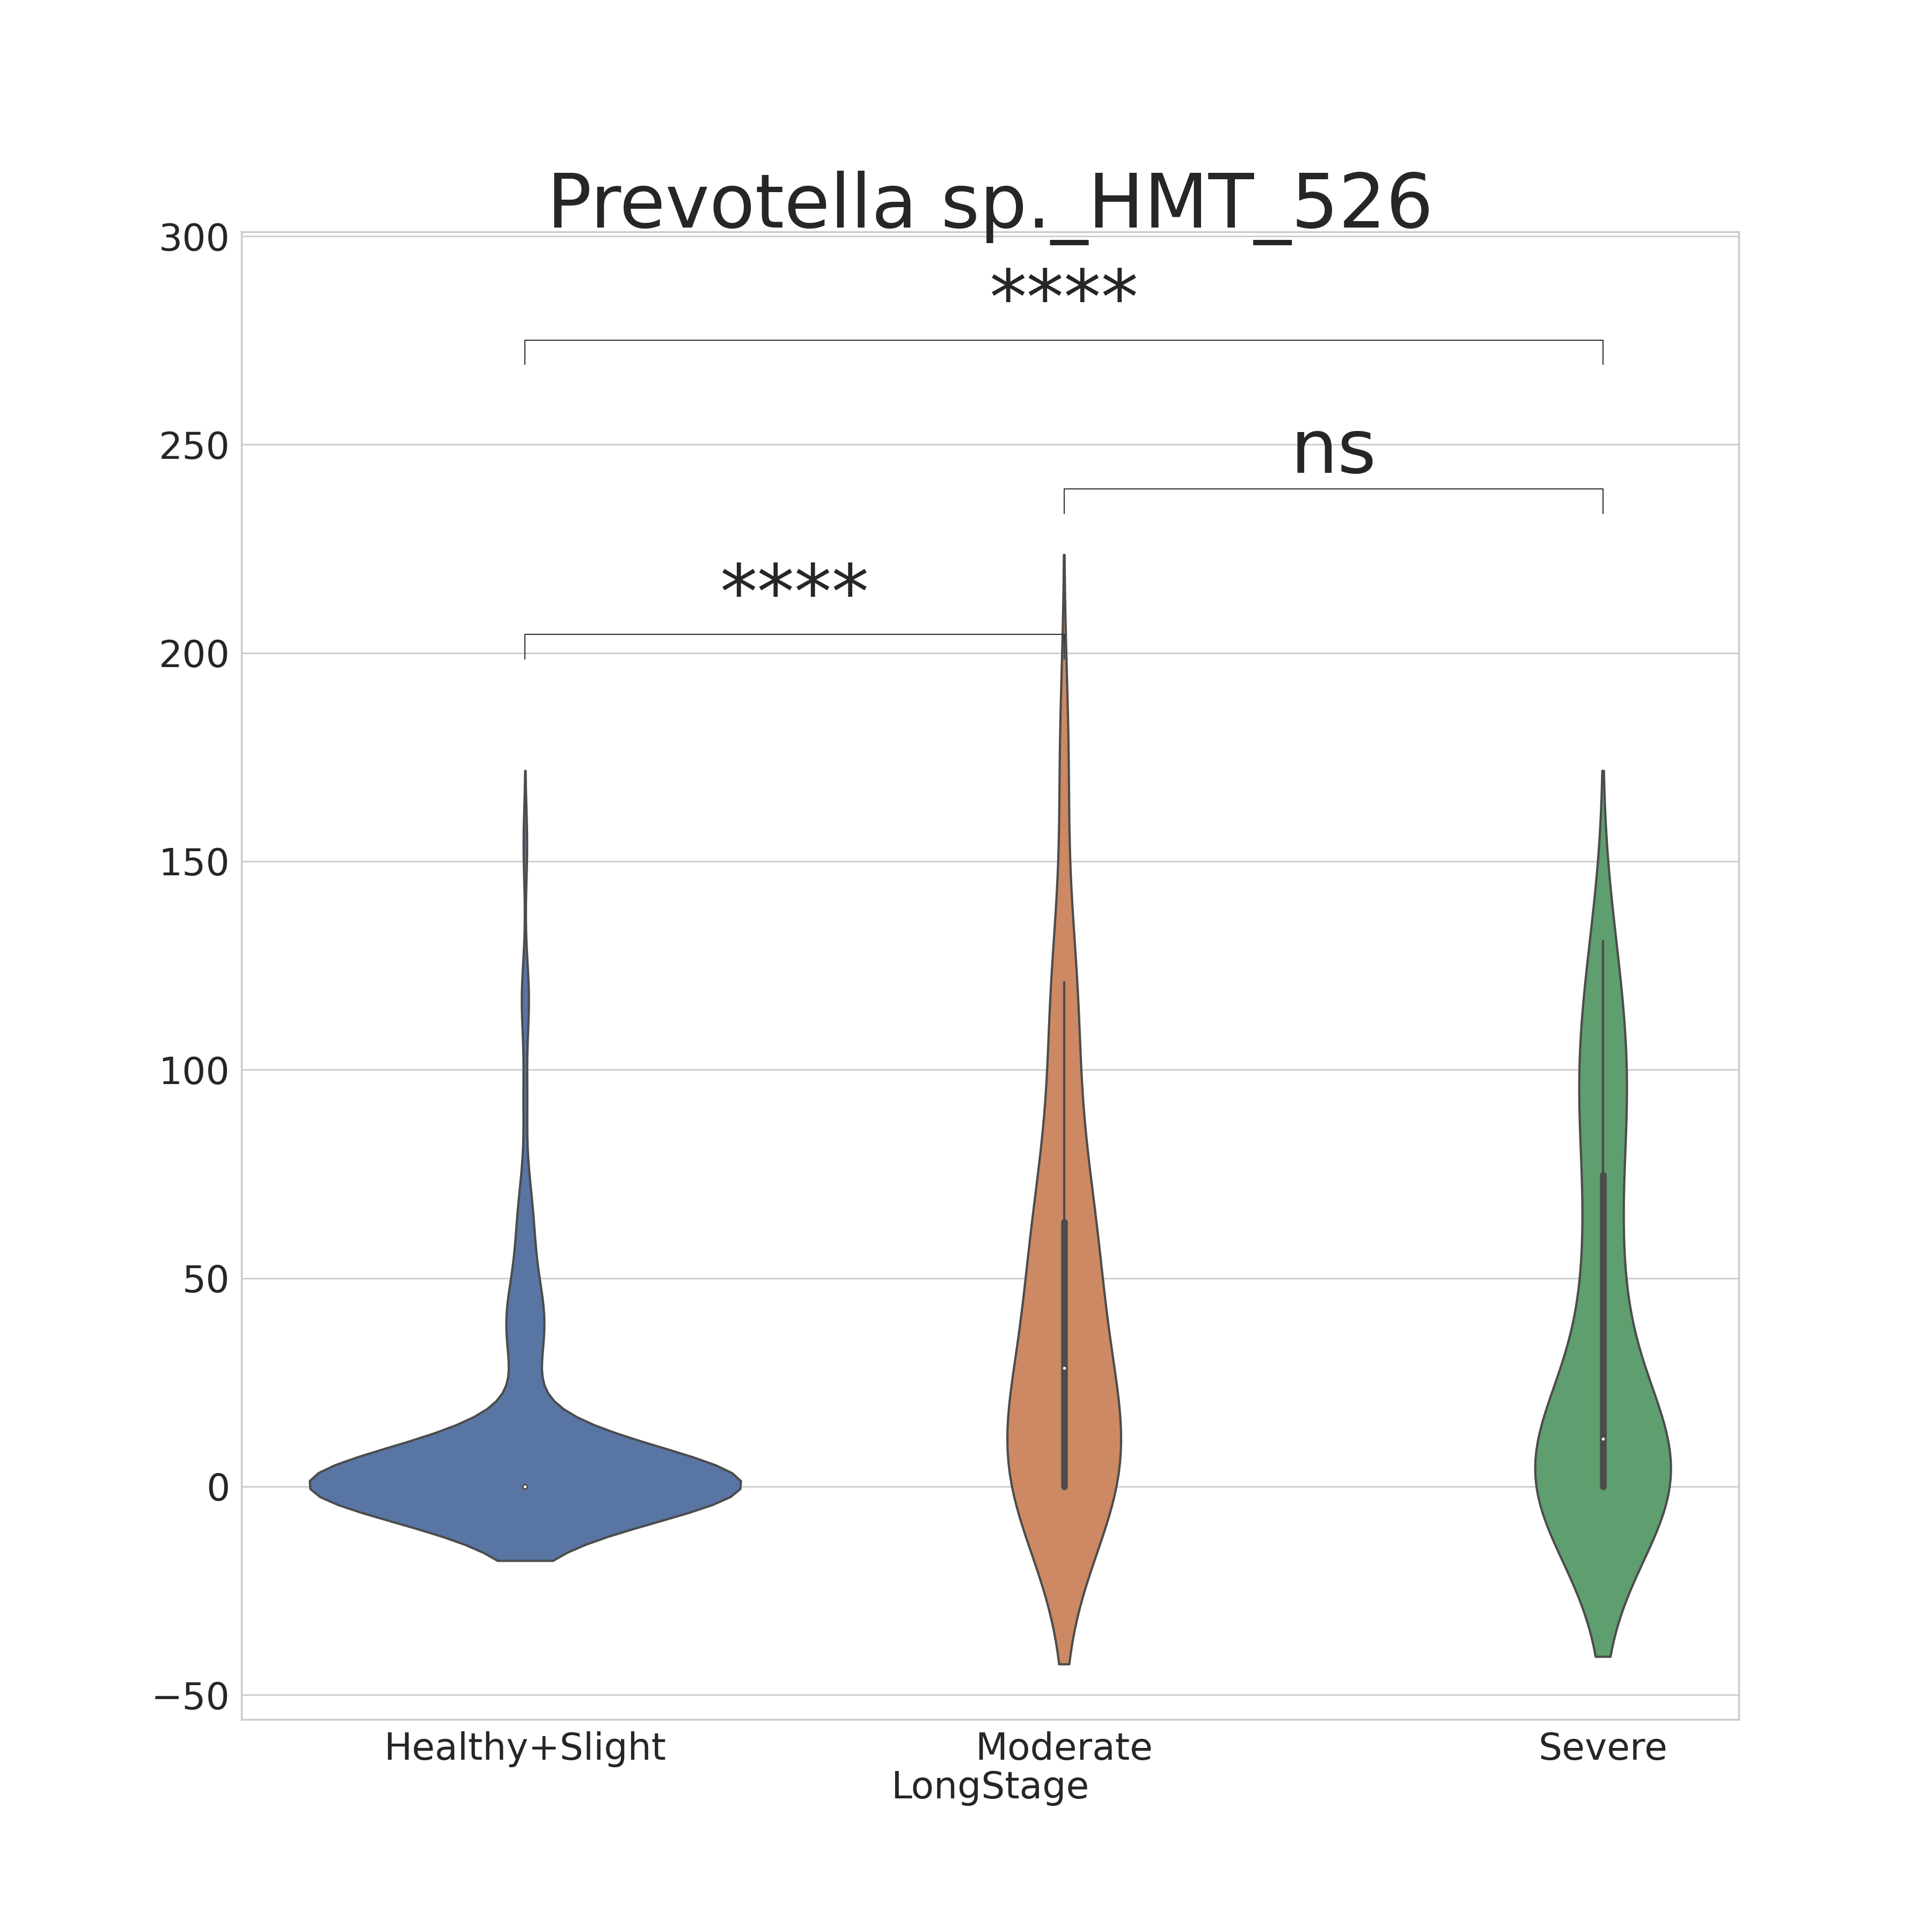 Prevotella sp._HMT_526
300
****
250
ns
****
200
150
100
50
0
−50
Healthy+Slight Moderate Severe
LongStage